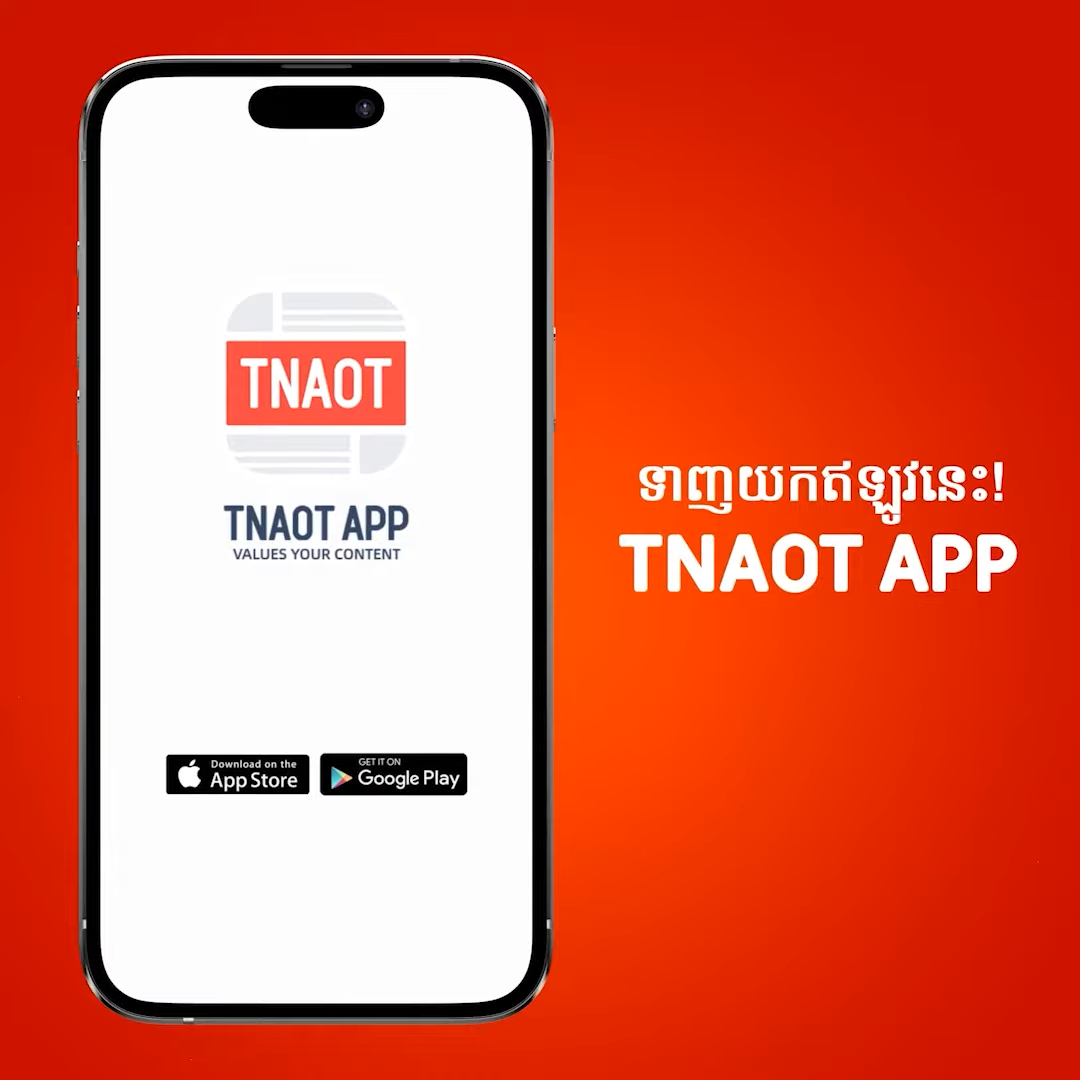 TNAOT
TNAOT APP
VALUES YOUR CONTENT
Download on the
App Store
GET IT ON
Google Play
ទាញយកឥឡូវនេះ!
TNAOT APP